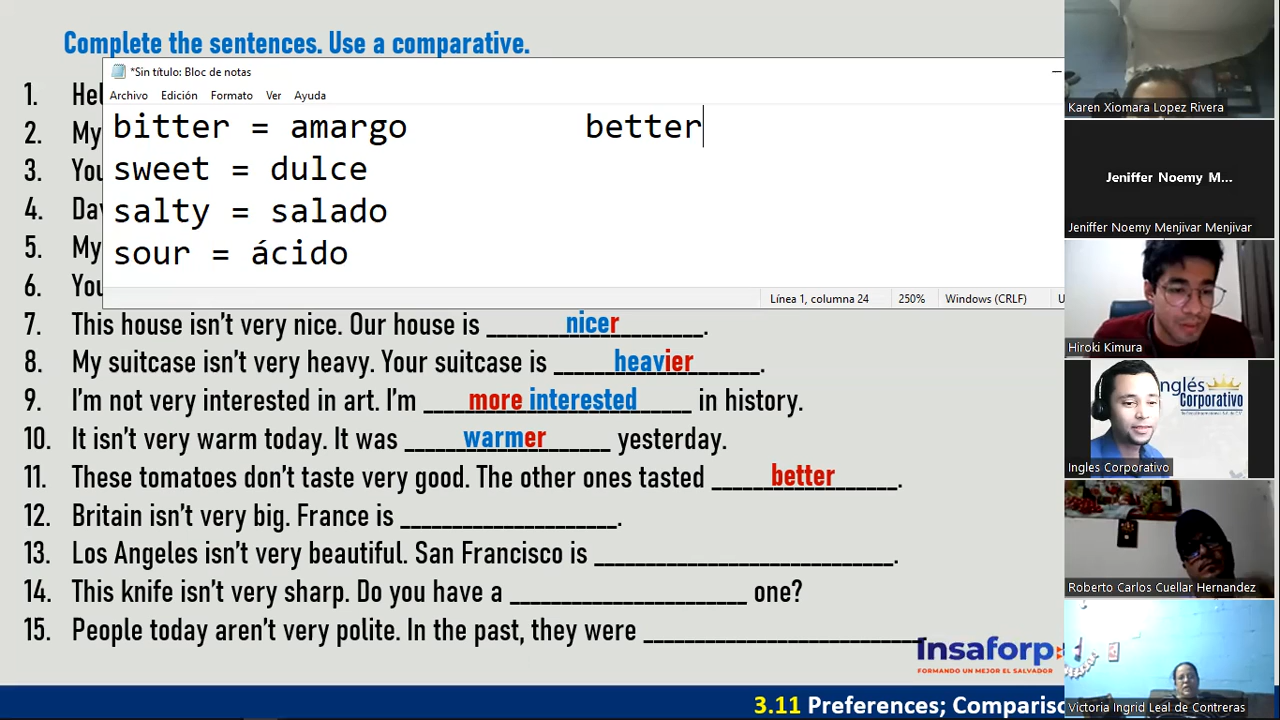 Complete the sentences. Use a comparative.
*Sin título: Bloc de notas
Archivo Edición Formato Ver Ayuda
bitter = amargo better
sweet = dulce
salty = salado
sour = ácido
Línea 1, columna 24 250% Windows (CRLF)
1. Hel
2. My
3. You
4. Dav
5. My
6. You
7. This house isn't very nice. Our house is nicer.
8. My suitcase isn't very heavy. Your suitcase is heavier.
9. I'm not very interested in art. I'm more interested in history.
10. It isn't very warm today. It was warmer yesterday.
11. These tomatoes don't taste very good. The other ones tasted better.
12. Britain isn't very big. France is ____________________.
13. Los Angeles isn't very beautiful. San Francisco is ____________________________.
14. This knife isn't very sharp. Do you have a ______________________ one?
15. People today aren't very polite. In the past, they were __________________________
Insaforp
FORMANDO UN MEJOR EL SALVADOR
3.11 Preferences; Compariso
Karen Xiomara Lopez Rivera
Jeniffer Noemy M...
Jeniffer Noemy Menjivar Menjivar
Hiroki Kimura
Inglés
Corporativo
Ingles Corporativo
Roberto Carlos Cuellar Hernandez
Victoria Ingrid Leal de Contreras